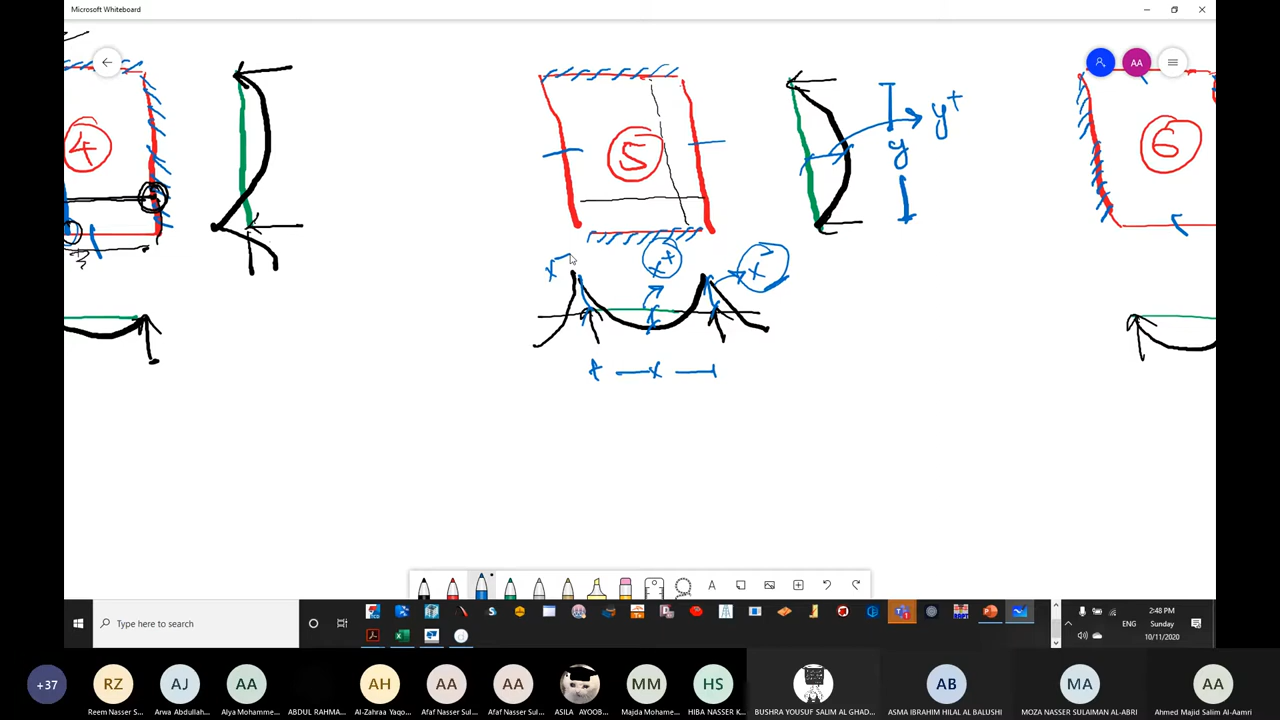 Microsoft Whiteboard
AA
4
5
6
y
y+
x-
x+
x-
x
A
Type here to search
ENG
2:48 PM
Sunday
10/11/2020
+37
RZ
AJ
AA
AH
AA
AA
MM
HS
AB
MA
AA
Reem Nasser S...
Arwa Abdullah...
Alya Mohamme...
ABDUL RAHMA...
Al-Zahraa Yaqo...
Afaf Nasser Sul...
Afaf Nasser Sul...
ASILA AYOOB...
Majda Mohame...
HIBA NASSER K...
BUSHRA YOUSUF SALIM AL GHAD...
ASMA IBRAHIM HILAL AL BALUSHI
MOZA NASSER SULAIMAN AL-ABRI
Ahmed Majid Salim Al-Aamri